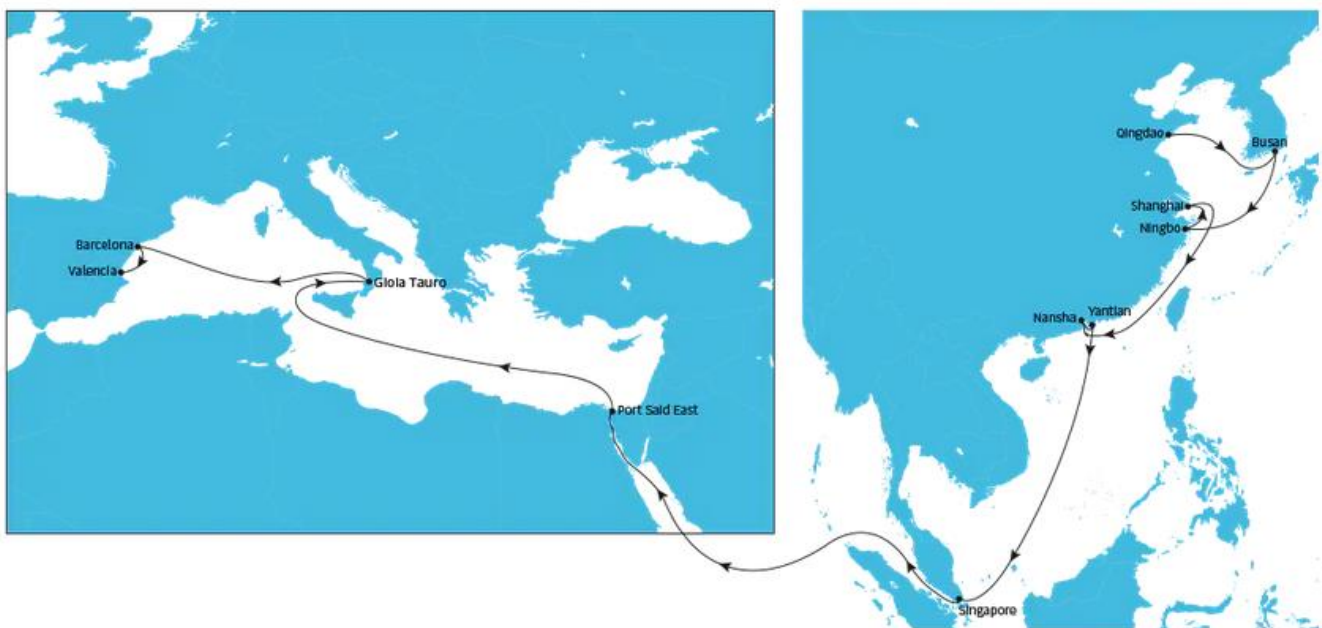 Qingdao
Busan
Shanghai
Ningbo
Barcelona
Valencia
Gioia Tauro
Nansha
Yantian
Port Said East
Singapore